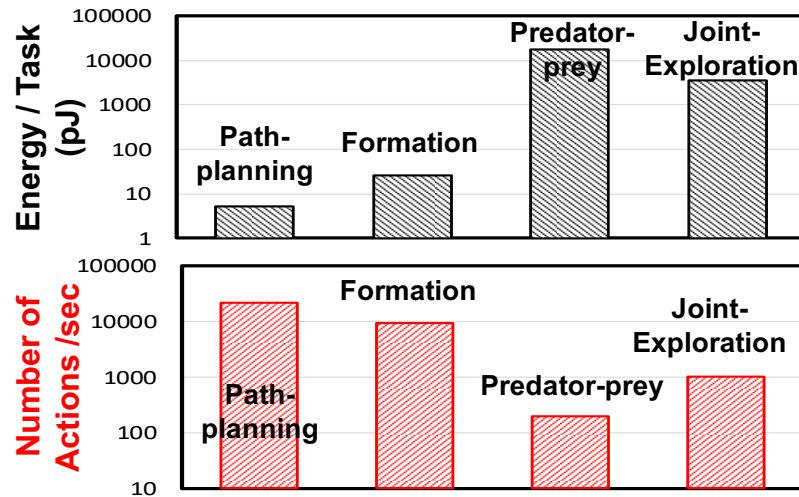 Energy / Task
(pJ)
100000
10000
1000
100
10
1
Path-
planning
Formation
Predator-
prey
Joint-
Exploration
Number of
Actions /sec
100000
10000
1000
100
10
Path-
planning
Formation
Predator-prey
Joint-
Exploration